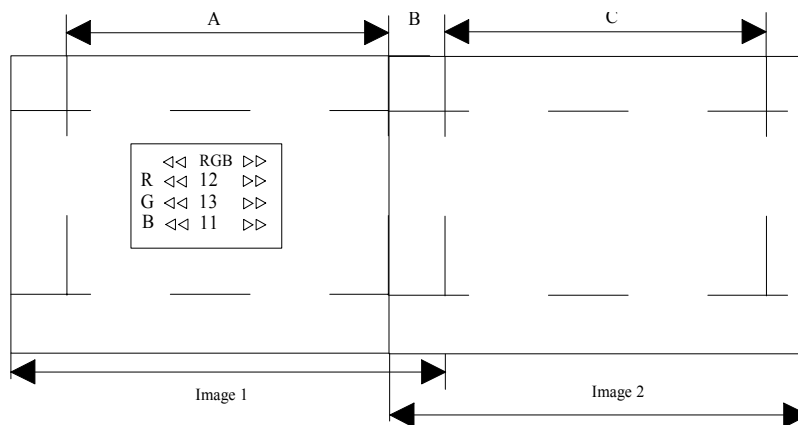 A B C
◁◁ RGB ▷▷
R ◁◁ 12 ▷▷
G ◁◁ 13 ▷▷
B ◁◁ 11 ▷▷
Image 1
Image 2